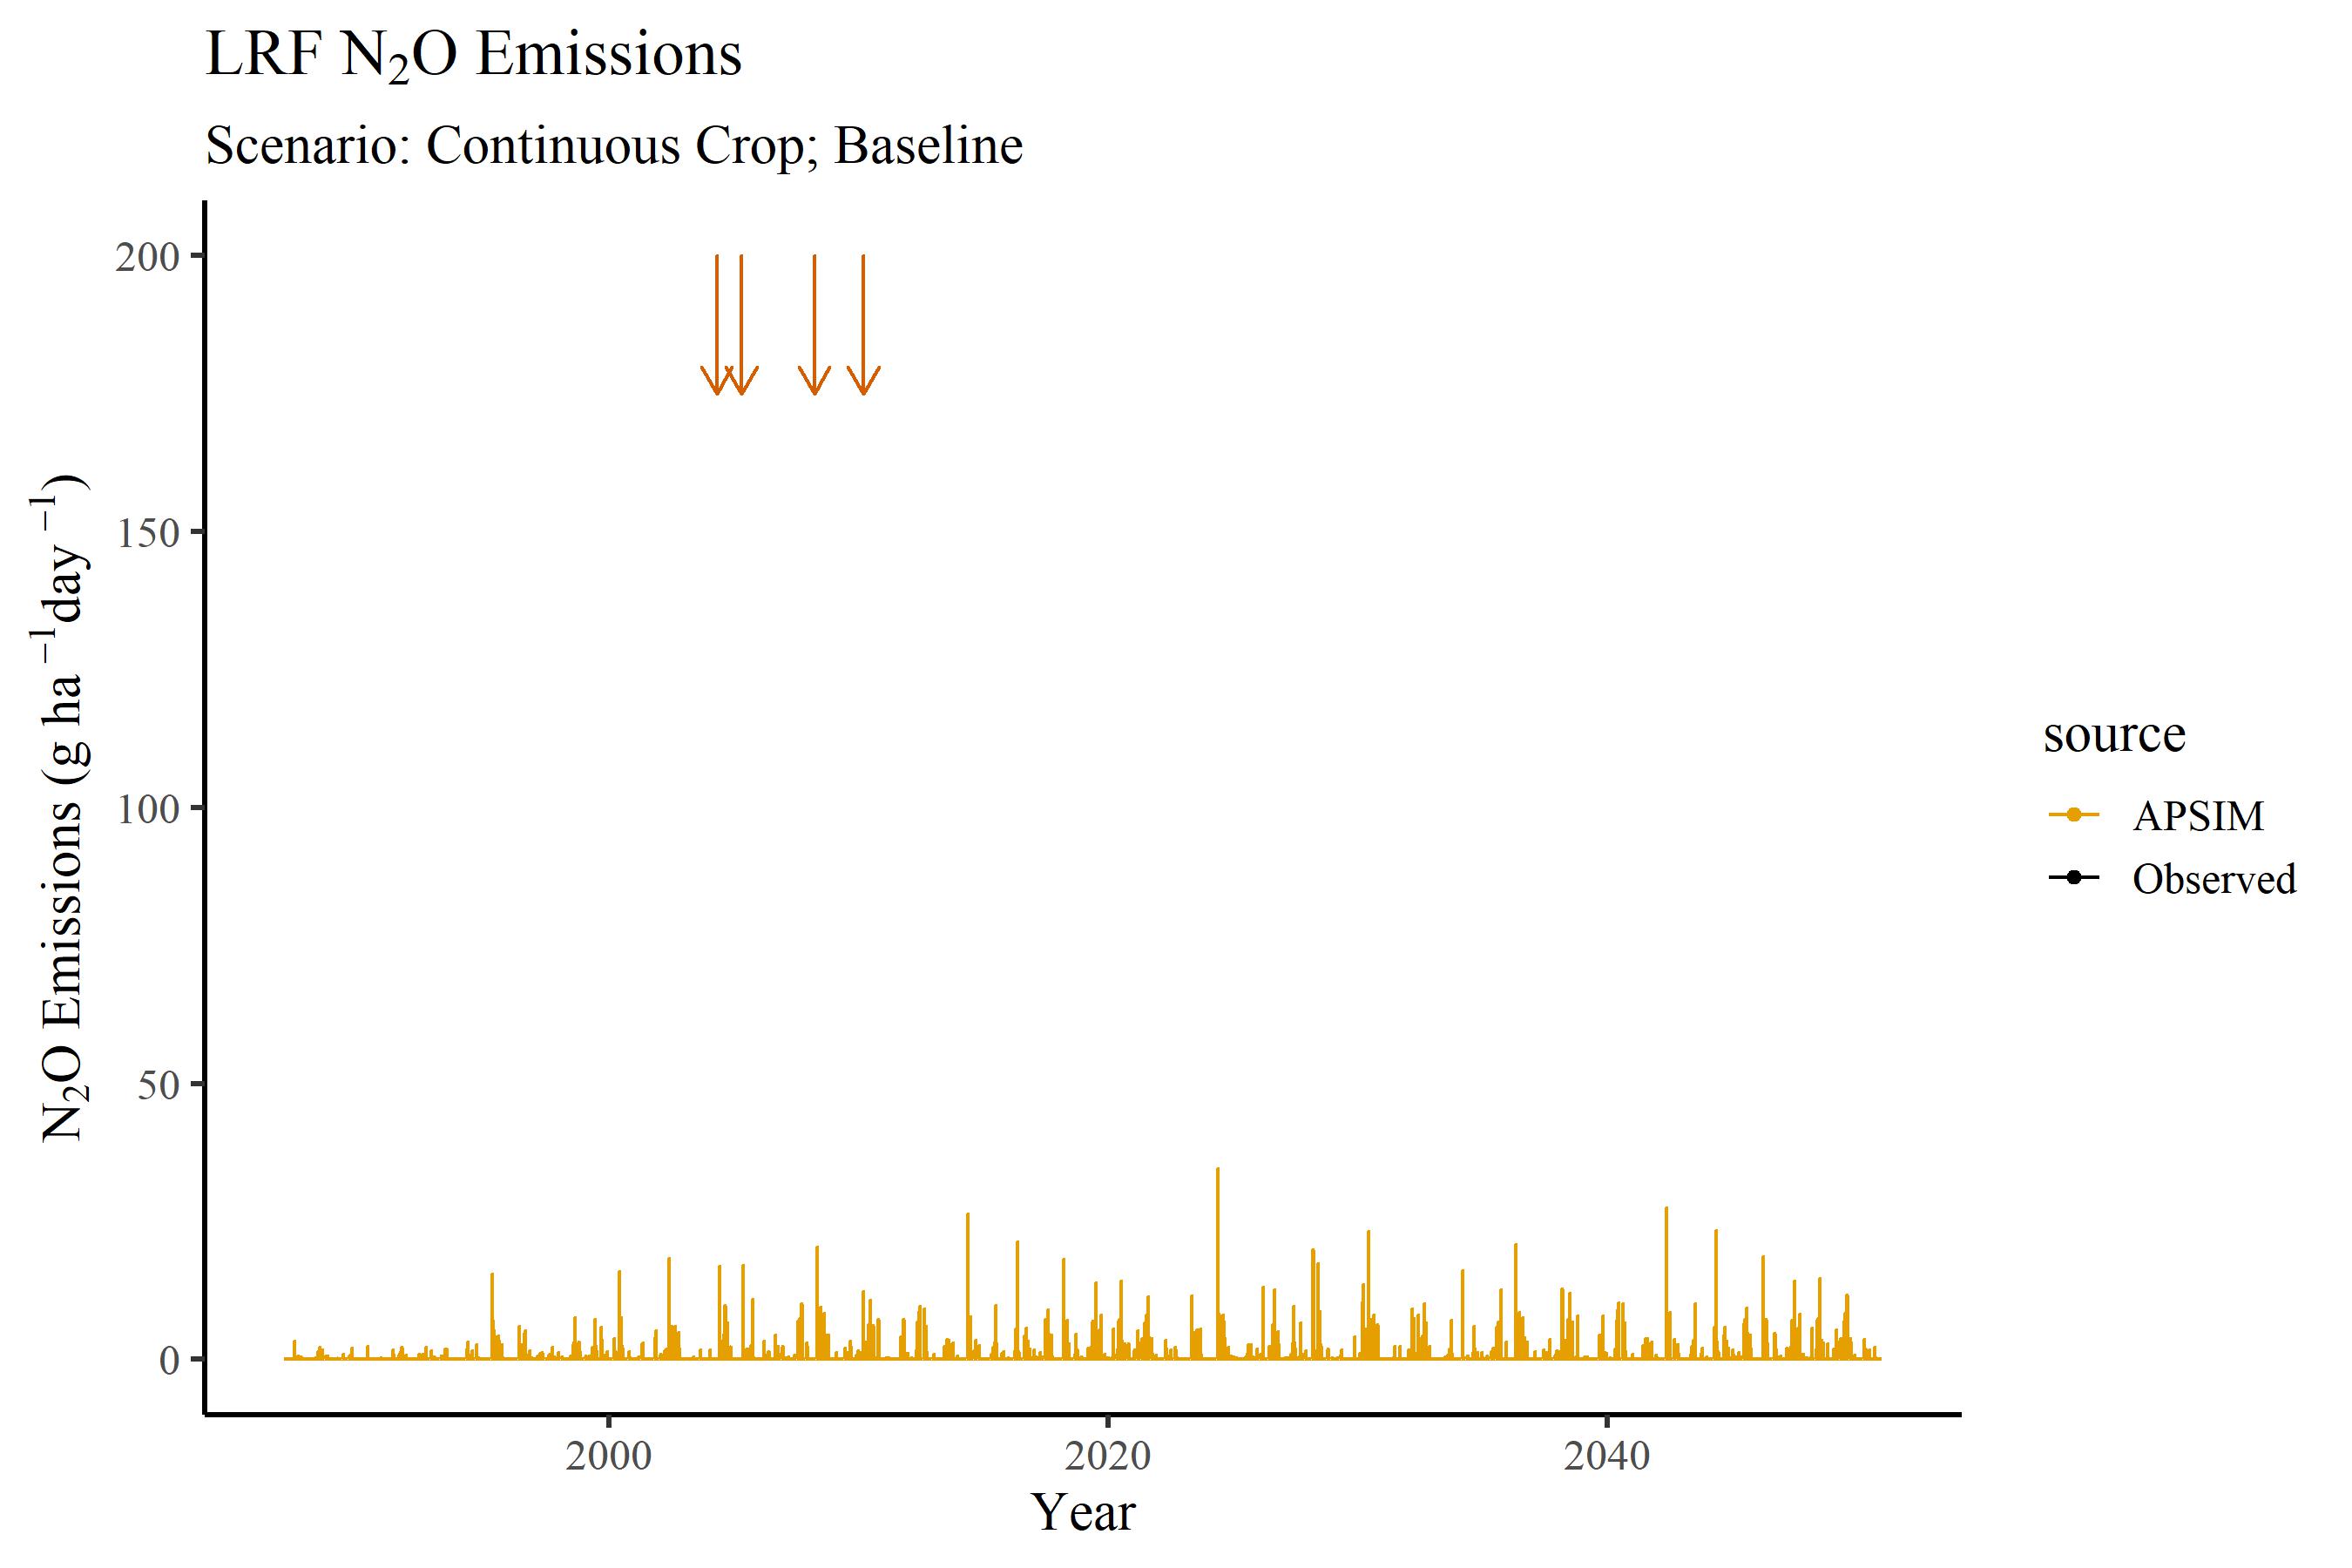 LRF N₂O Emissions
Scenario: Continuous Crop; Baseline
N₂O Emissions (g ha ⁻¹day ⁻¹)
200
150
100
50
0
2000 2020 2040
Year
source
APSIM
Observed